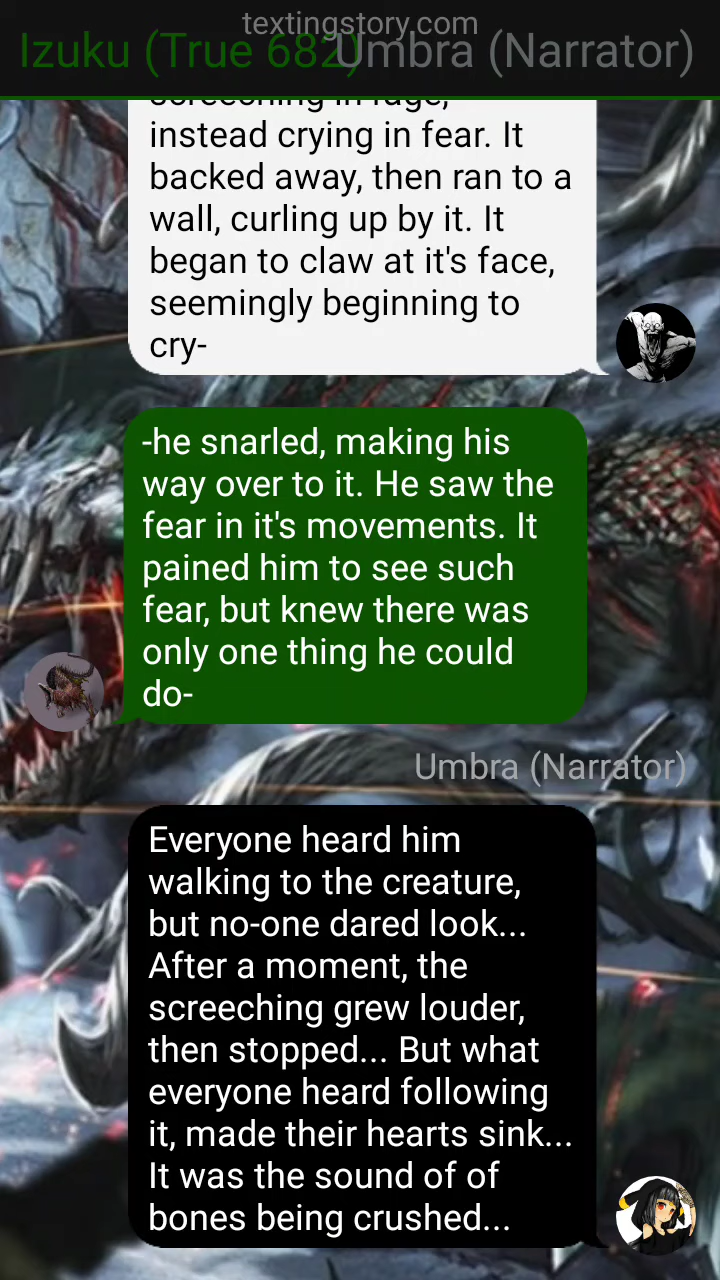 textingstory.com
Izuku (True 682)
Umbra (Narrator)
screeching in rage,
instead crying in fear. It
backed away, then ran to a
wall, curling up by it. It
began to claw at it's face,
seemingly beginning to
cry-
-he snarled, making his
way over to it. He saw the
fear in it's movements. It
pained him to see such
fear, but knew there was
only one thing he could
do-
Umbra (Narrator)
Everyone heard him
walking to the creature,
but no-one dared look...
After a moment, the
screeching grew louder,
then stopped... But what
everyone heard following
it, made their hearts sink...
It was the sound of of
bones being crushed...